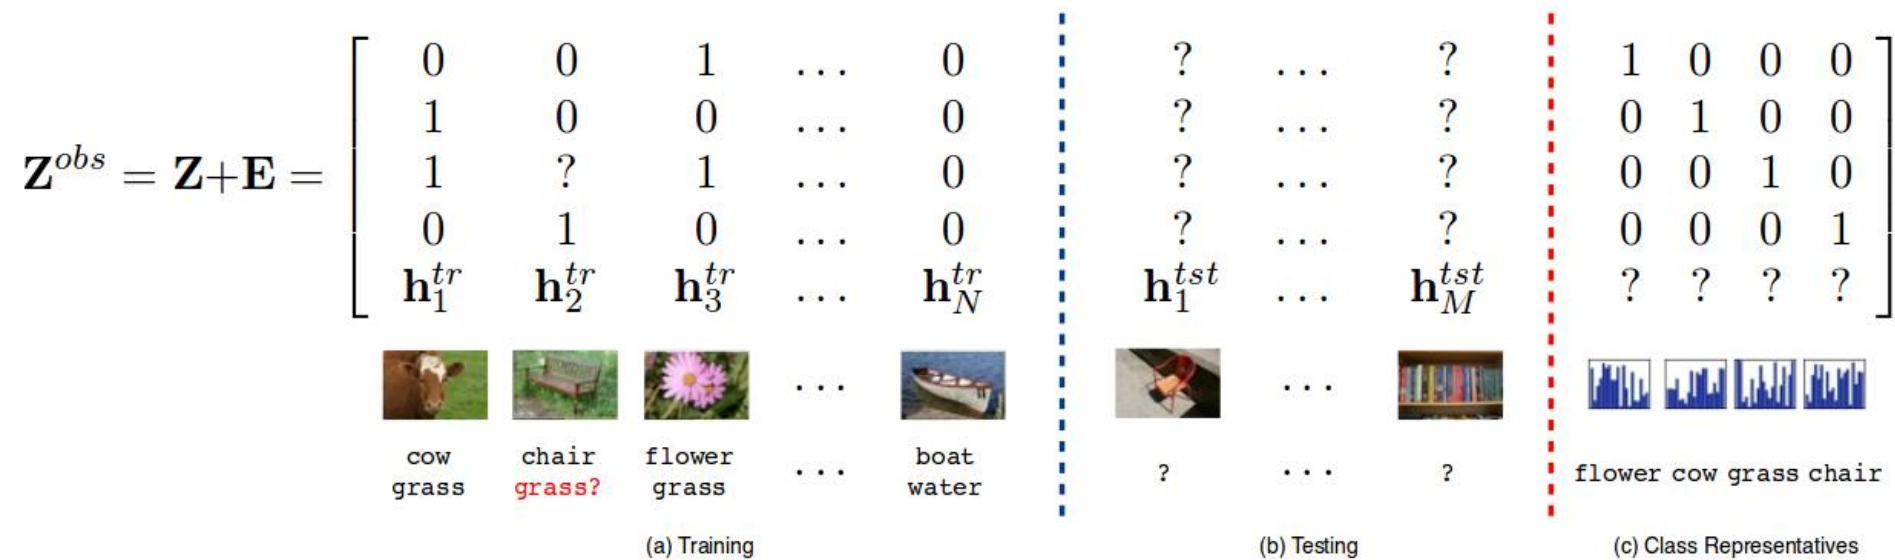 0 0 1 ... 0 ? ... ? 1 0 0 0
1 0 0 ... 0 ? ... ? 0 1 0 0
Z^{obs} = Z+E = 1 ? 1 ... 0 ? ... ? 0 0 1 0
0 1 0 ... 0 ? ... ? 0 0 0 1
h_1^{tr} h_2^{tr} h_3^{tr} ... h_N^{tr} h_1^{tst} ... h_M^{tst} ? ? ? ?
... ...
cow chair flower ... boat ? ... ? flower cow grass chair
grass grass? grass water
(a) Training (b) Testing (c) Class Representatives